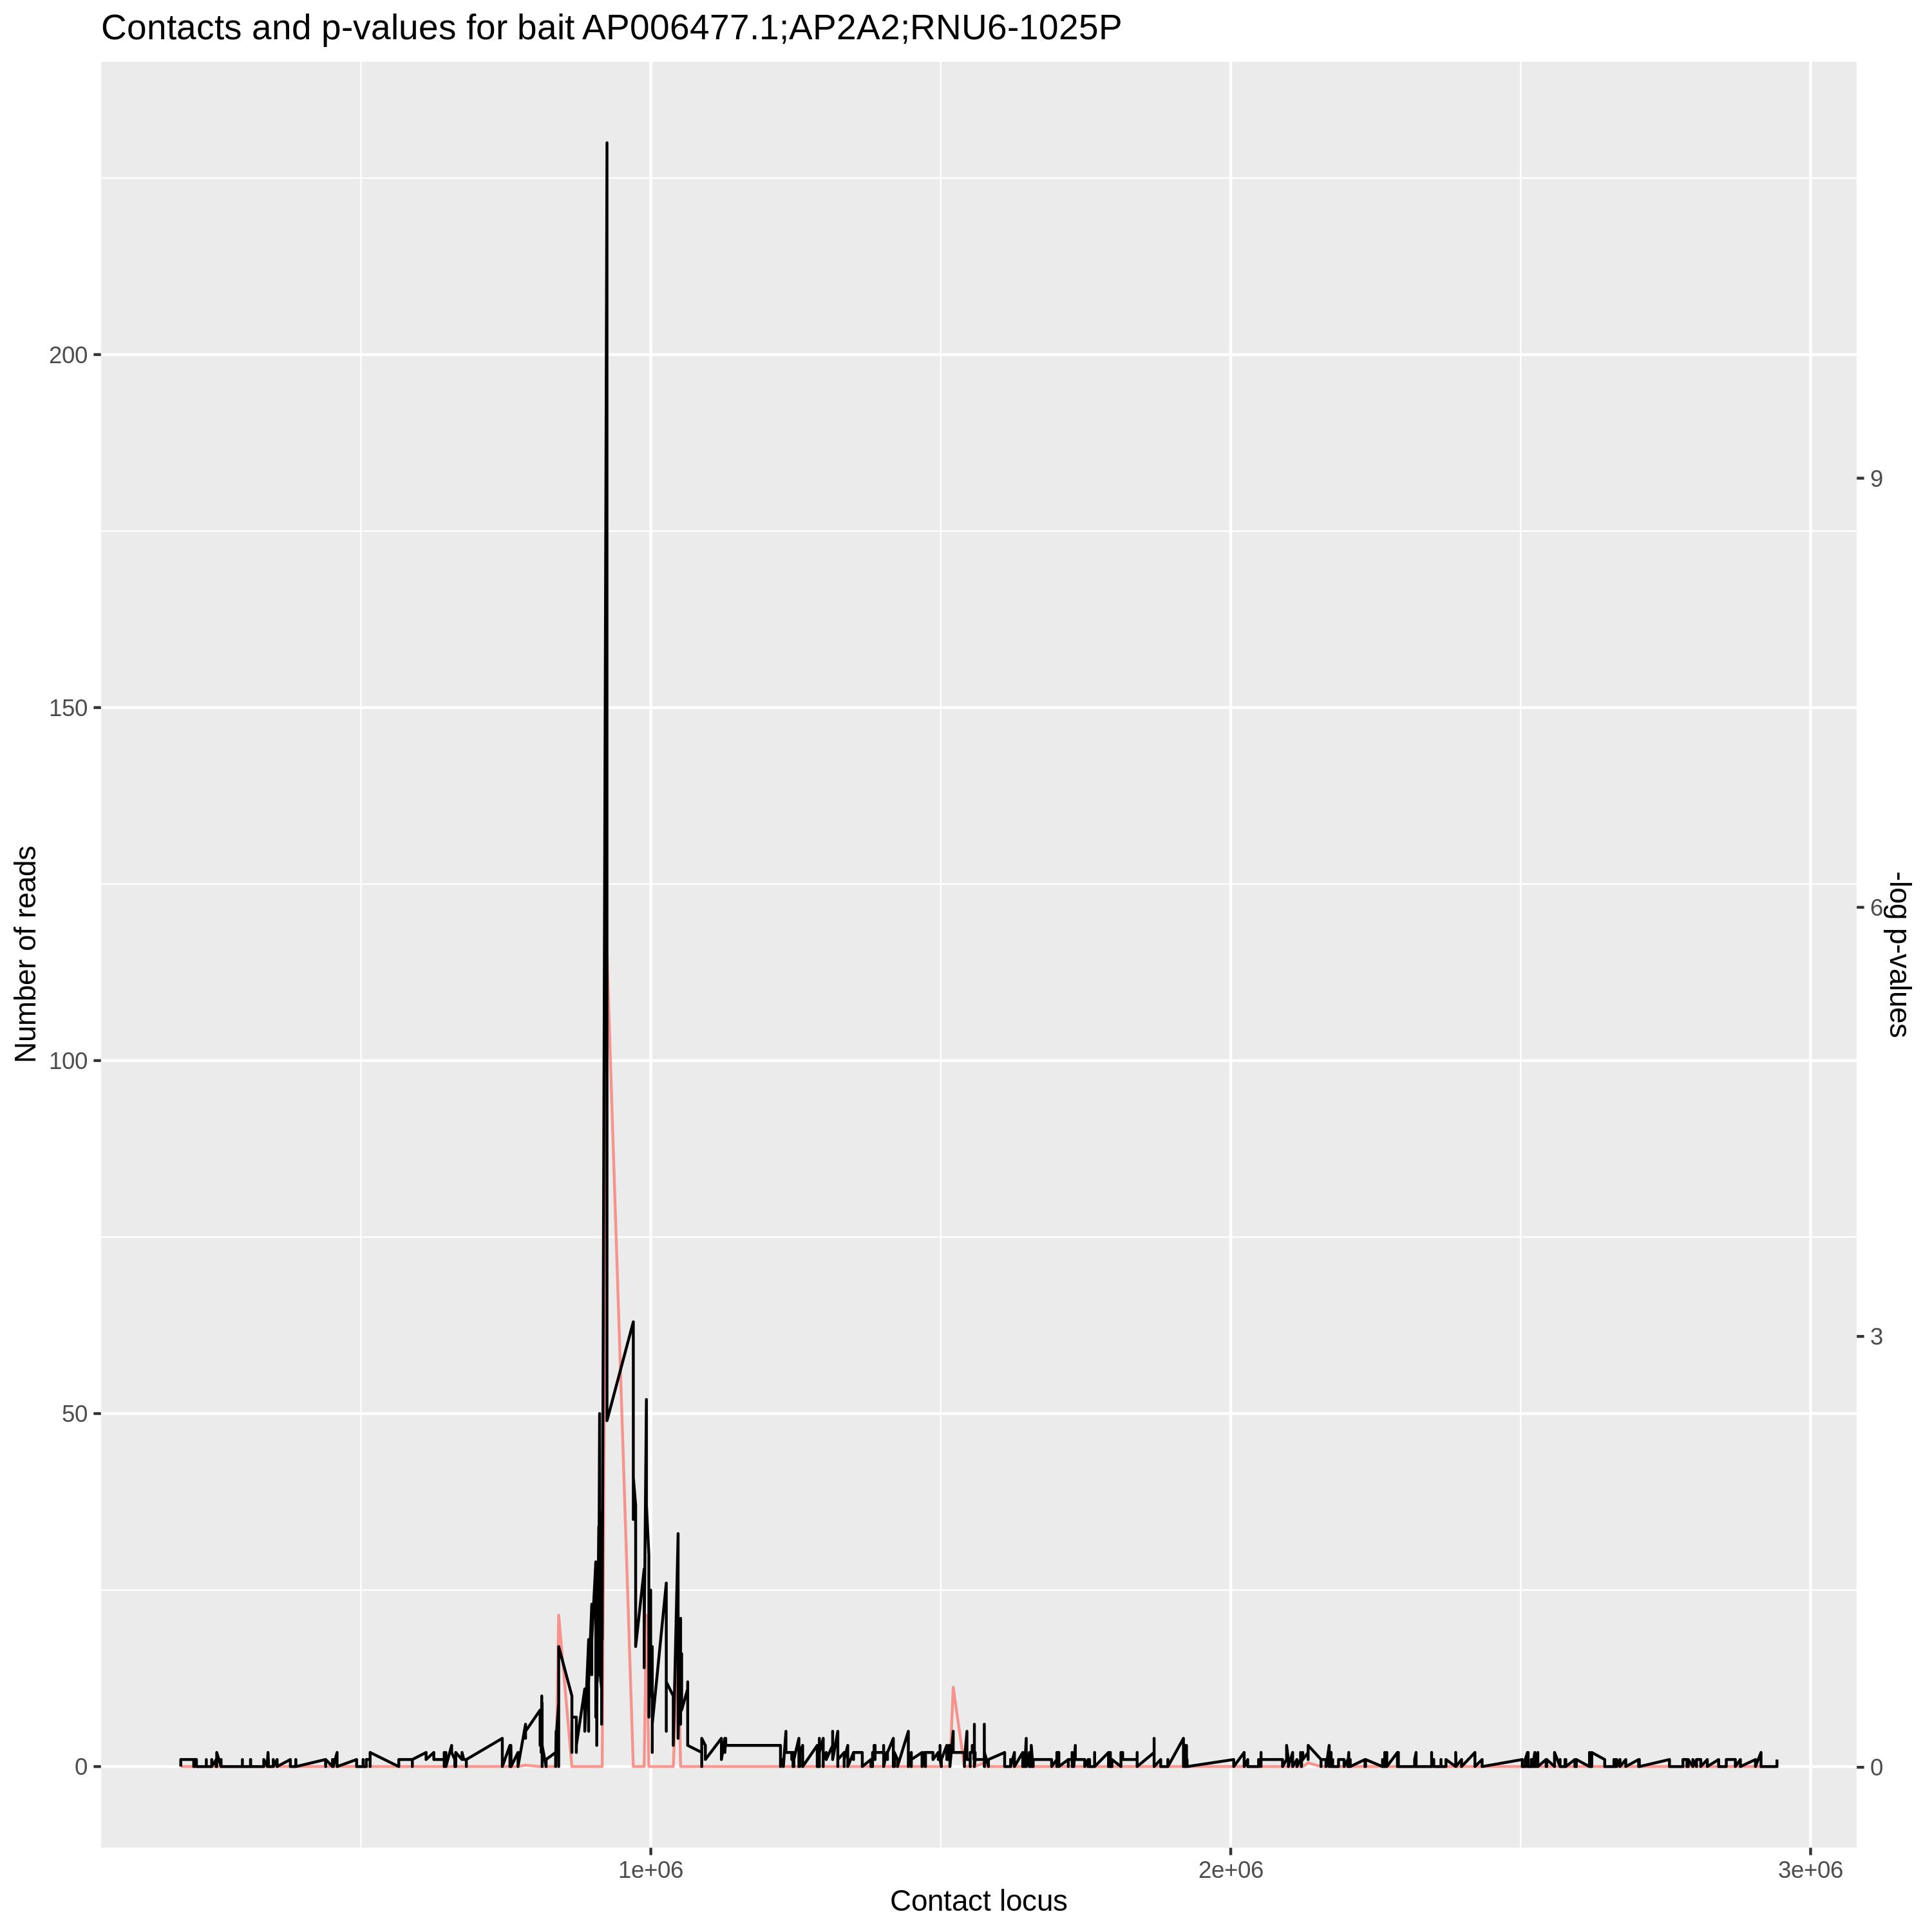 Contacts and p-values for bait AP006477.1;AP2A2;RNU6-1025P
200
150
100
50
0
Number of reads
9
6
3
0
-log p-values
1e+06
2e+06
3e+06
Contact locus